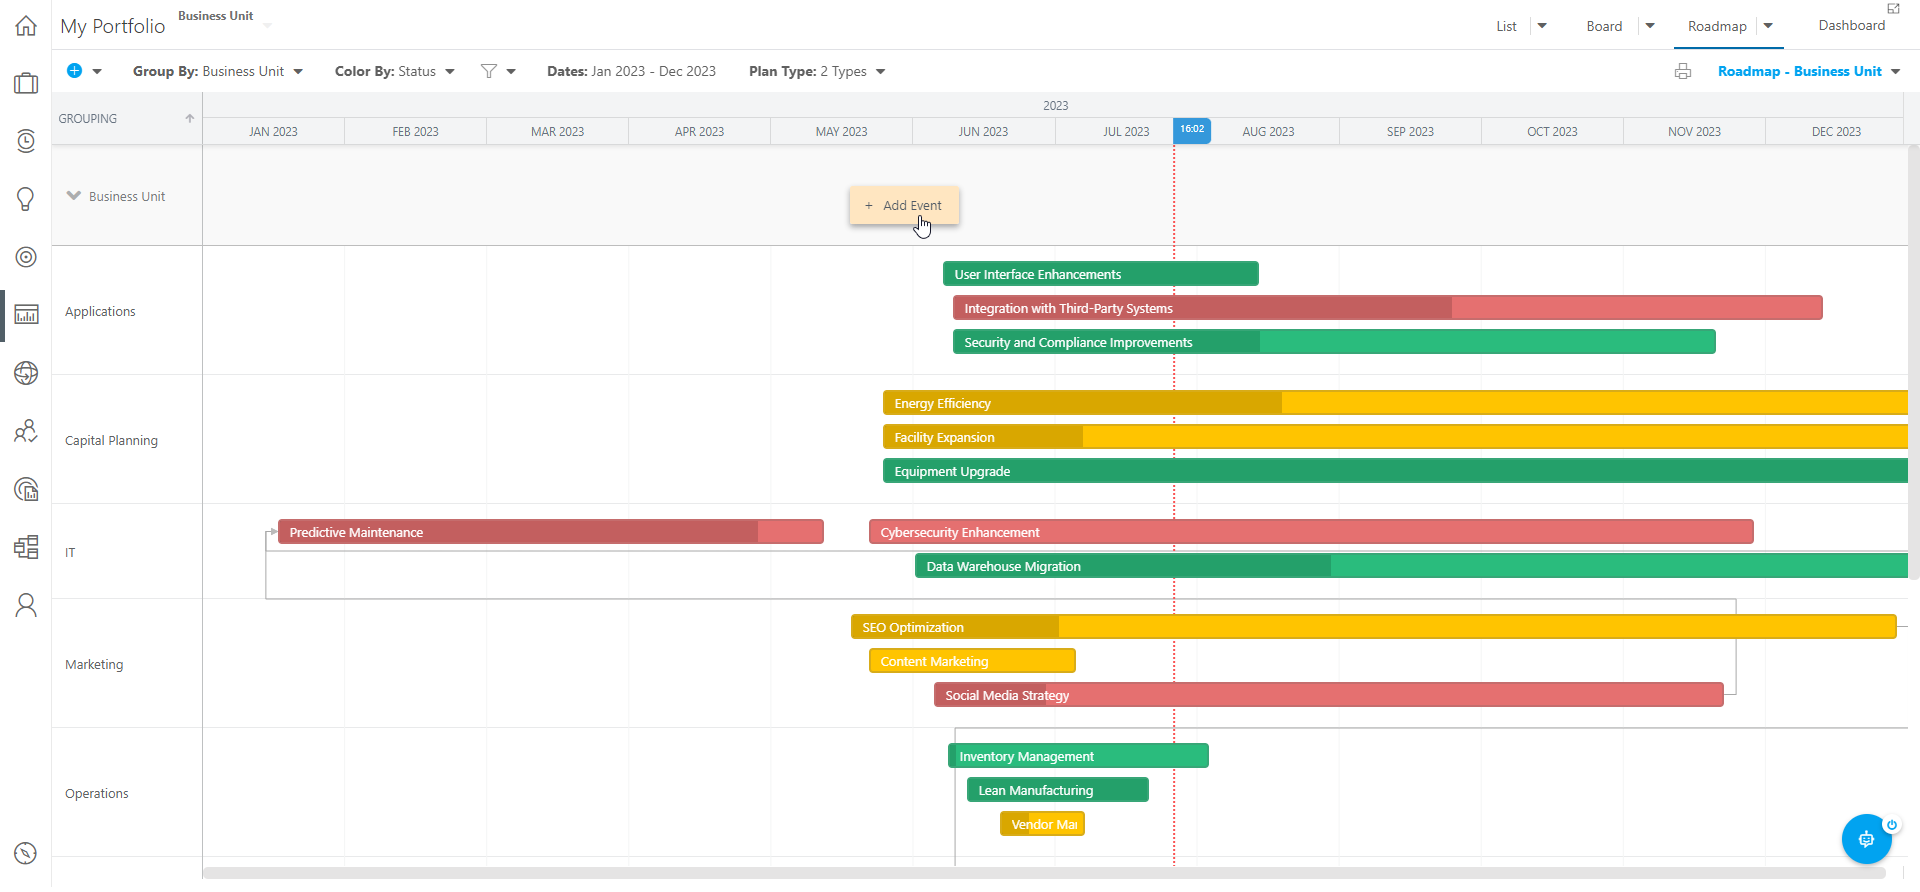 My Portfolio
Business Unit
List
Board
Roadmap
Dashboard
Group By: Business Unit
Color By: Status
Dates: Jan 2023 - Dec 2023
Plan Type: 2 Types
Roadmap - Business Unit
GROUPING
2023
JAN 2023
FEB 2023
MAR 2023
APR 2023
MAY 2023
JUN 2023
JUL 2023
16:02
AUG 2023
SEP 2023
OCT 2023
NOV 2023
DEC 2023
Business Unit
+ Add Event
Applications
User Interface Enhancements
Integration with Third-Party Systems
Security and Compliance Improvements
Capital Planning
Energy Efficiency
Facility Expansion
Equipment Upgrade
IT
Predictive Maintenance
Cybersecurity Enhancement
Data Warehouse Migration
Marketing
SEO Optimization
Content Marketing
Social Media Strategy
Operations
Inventory Management
Lean Manufacturing
Vendor Mai